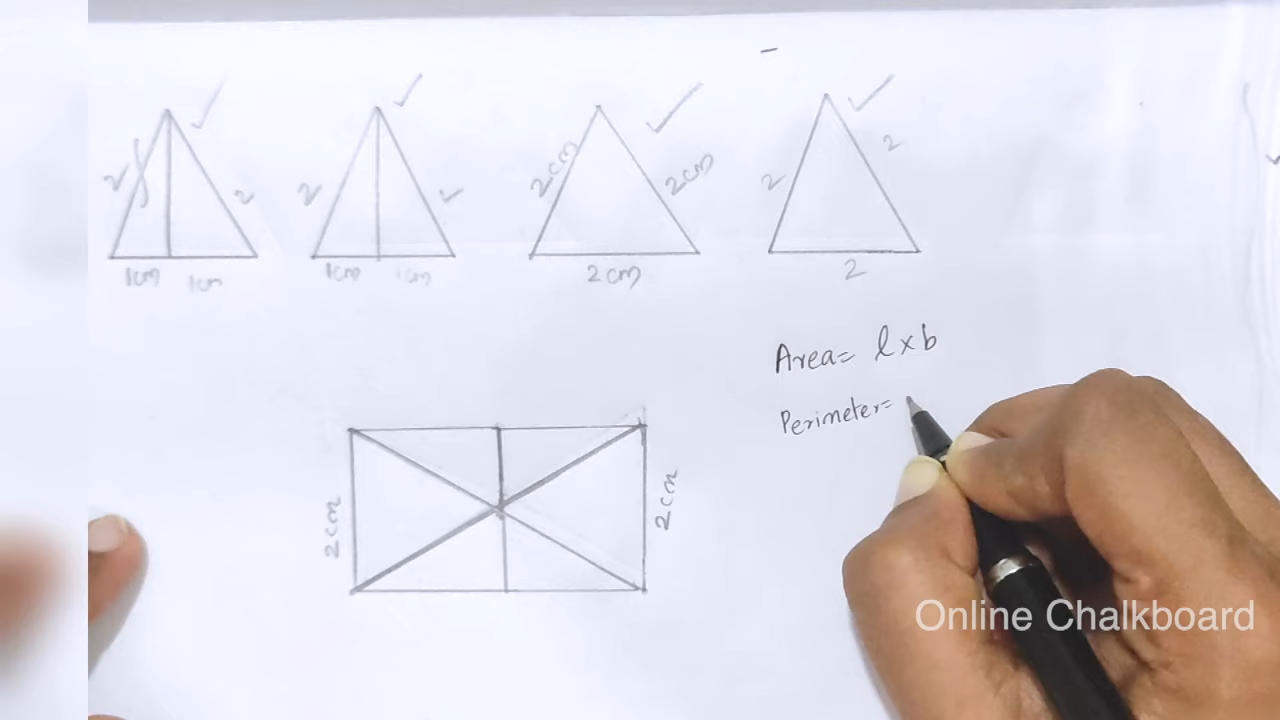 2 2
1cm 1cm
2
1cm 1cm
2cm 2cm
2cm
2 2
2
Area= l×b
Perimeter=
2cm 2cm
Online Chalkboard